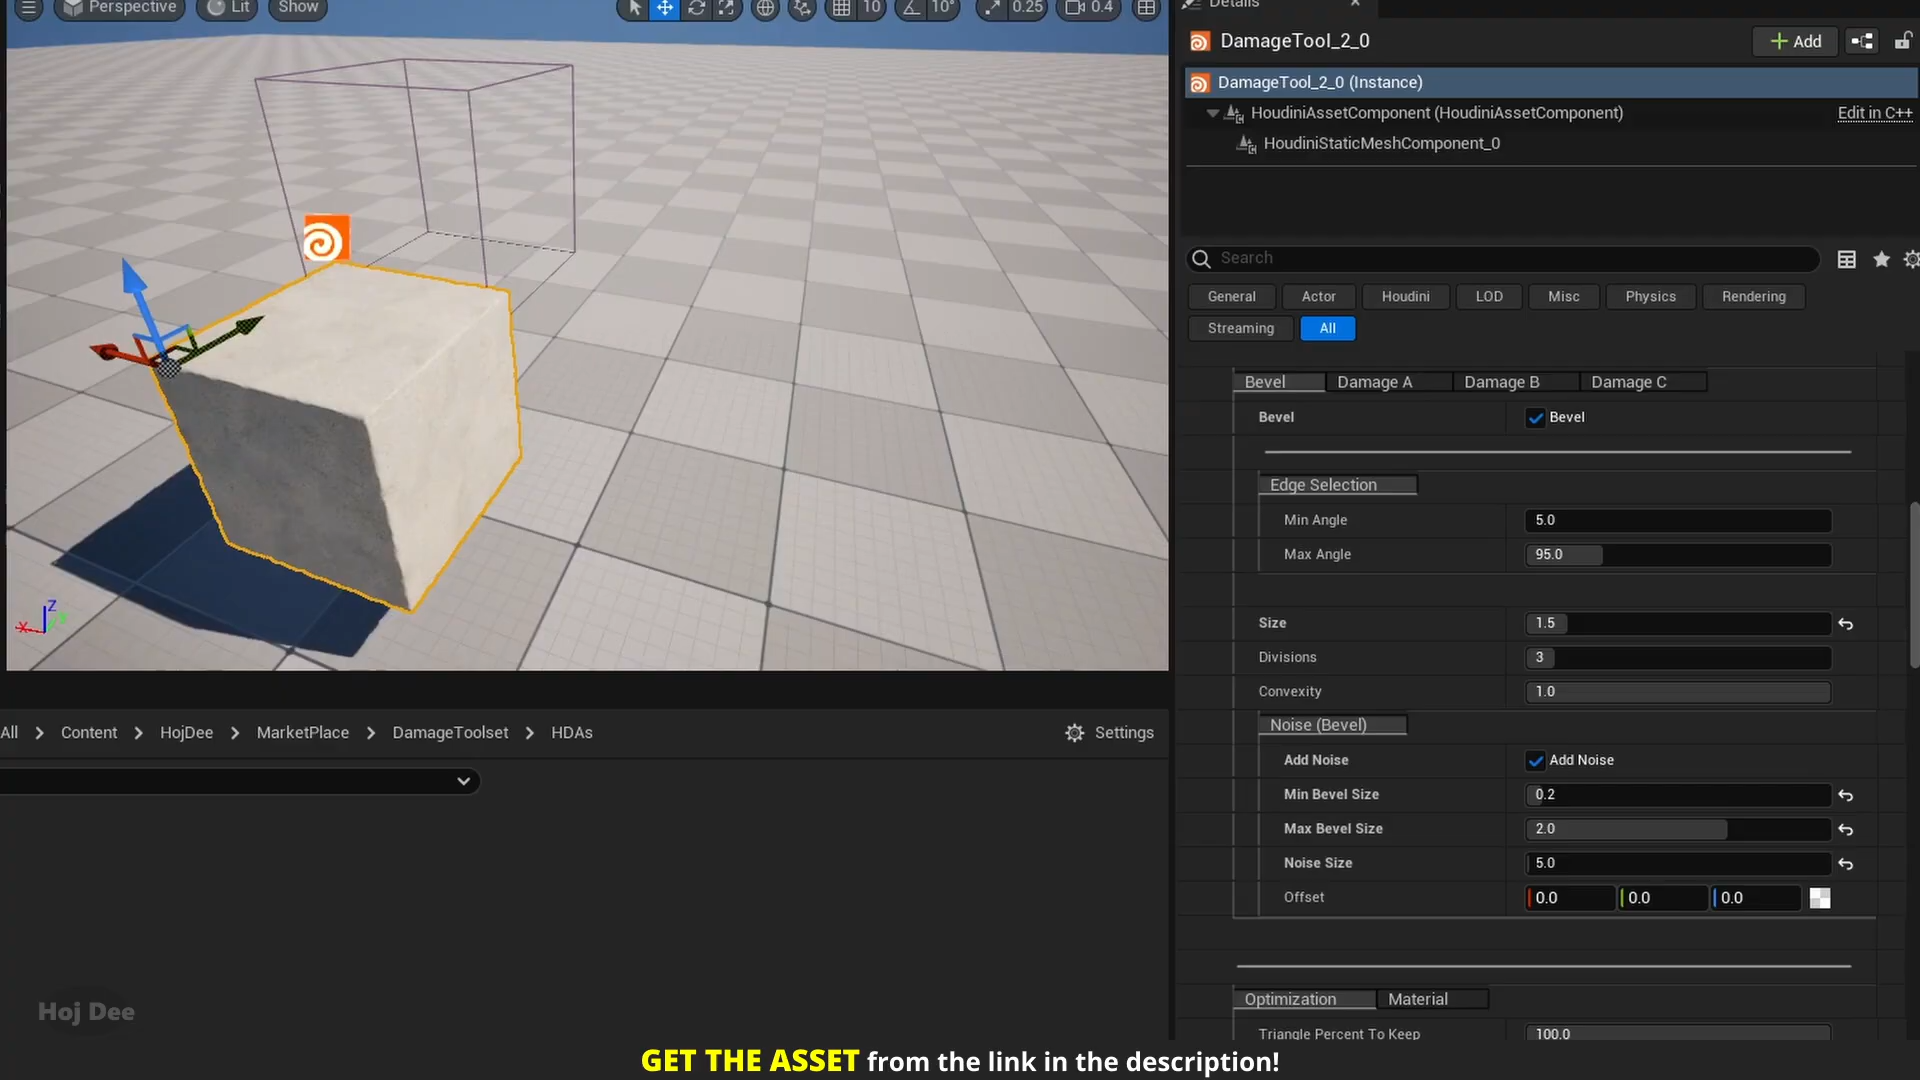 Perspective
Lit
Show
10
10°
0.25
0.4
Details
DamageTool_2_0
Add
DamageTool_2_0 (Instance)
HoudiniAssetComponent (HoudiniAssetComponent)
Edit in C++
HoudiniStaticMeshComponent_0
Search
General
Actor
Houdini
LOD
Misc
Physics
Rendering
Streaming
All
Bevel
Damage A
Damage B
Damage C
Bevel
Bevel
Edge Selection
Min Angle
5.0
Max Angle
95.0
Size
1.5
Divisions
3
Convexity
1.0
Noise (Bevel)
Add Noise
Add Noise
Min Bevel Size
0.2
Max Bevel Size
2.0
Noise Size
5.0
Offset
0.0
0.0
0.0
Optimization
Material
Triangle Percent To Keep
100.0
Z
X
All
Content
HojDee
MarketPlace
DamageToolset
HDAs
Settings
Hoj Dee
GET THE ASSET from the link in the description!